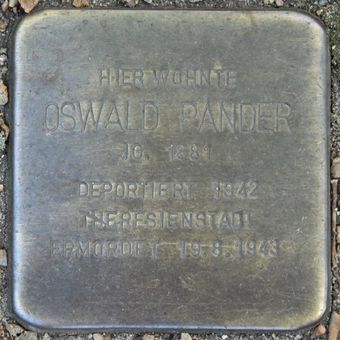 HIER WOHNTE
OSWALD PANDER
JG. 1881
DEPORTIERT 1942
THERESIENSTADT
ERMORDET 19.8.1943